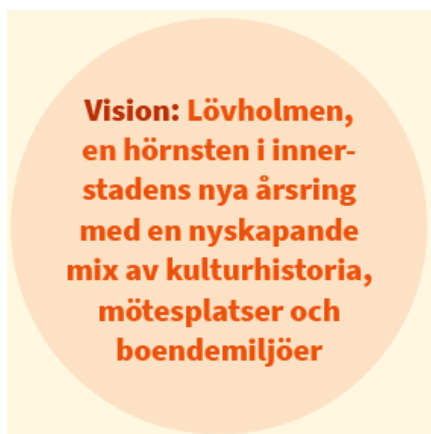 Vision: Lövholmen,
en hörnsten i inner-
stadens nya årsring
med en nyskapande
mix av kulturhistoria,
mötesplatser och
boendemiljöer